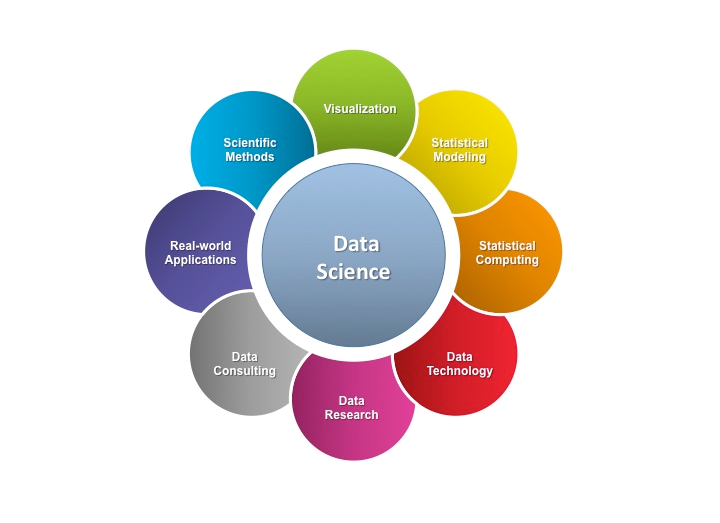 Visualization
Statistical
Modeling
Statistical
Computing
Data
Technology
Data
Research
Data
Consulting
Real-world
Applications
Scientific
Methods
Data
Science